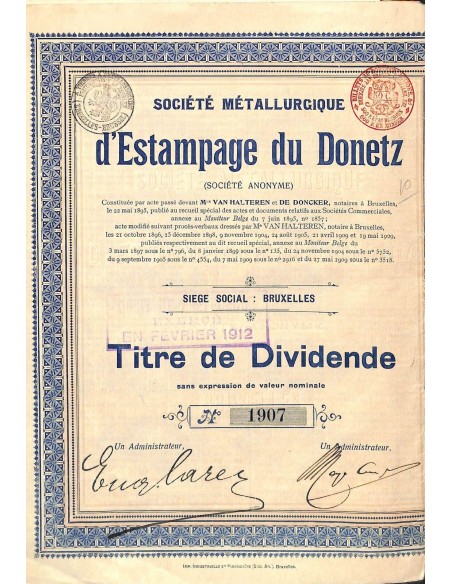 SOCIÉTÉ MÉTALLURGIQUE
d'Estampage du Donetz
(SOCIÉTÉ ANONYME)
Constituée par acte passé devant Mes VAN HALTEREN et DE DONCKER, notaires à Bruxelles,
le 22 mai 1895, publié au recueil spécial des actes et documents relatifs aux Sociétés Commerciales,
annexe au Moniteur Belge du 7 juin 1895, no 1857;
acte modifié suivant procès-verbaux dressés par Me VAN HALTEREN, notaire à Bruxelles,
les 21 octobre 1896, 15 décembre 1898, 9 novembre 1904, 24 août 1905, 21 avril 1909 et 19 mai 1909,
publiés respectivement au dit recueil spécial, annexe au Moniteur Belge du
3 mars 1897 sous le no 796, du 6 janvier 1899 sous le no 135, du 24 novembre 1904 sous le no 5752,
du 9 septembre 1905 sous le no 4554, du 7 mai 1909 sous le no 2916 et du 27 mai 1909 sous le no 3518.
SIEGE SOCIAL : BRUXELLES
EN FÉVRIER 1912
Titre de Dividende
sans expression de valeur nominale
No 1907
Un Administrateur,
Un Administrateur,